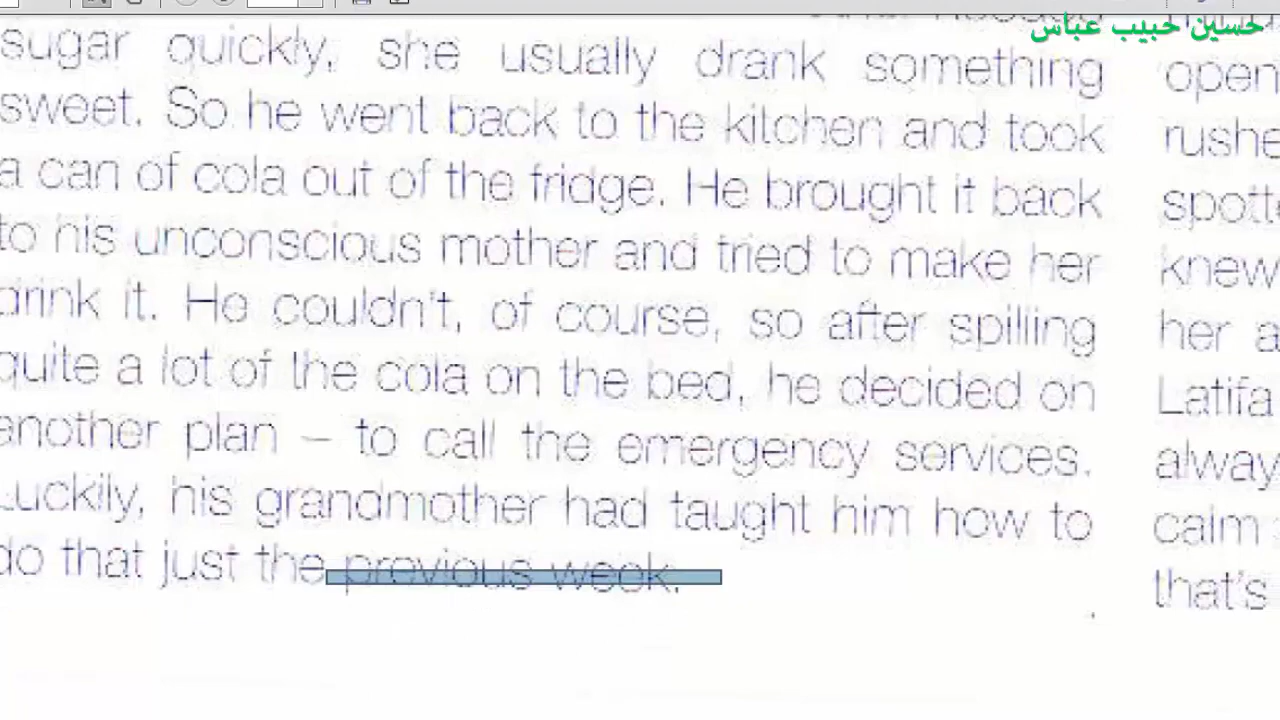 حسين حبيب عباس
sugar quickly, she usually drank something
sweet. So he went back to the kitchen and took
a can of cola out of the fridge. He brought it back
to his unconscious mother and tried to make her
drink it. He couldn't, of course, so after spilling
quite a lot of the cola on the bed, he decided on
another plan – to call the emergency services.
Luckily, his grandmother had taught him how to
do that just the previous week.
open
rushe
spotte
knew
her a
Latifa
alway
calm
that's